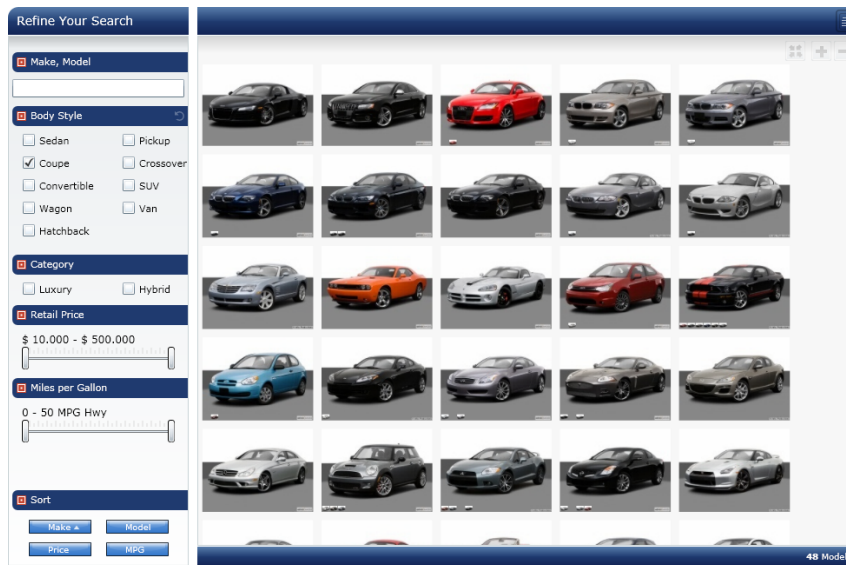 Refine Your Search
Make, Model
Body Style
Sedan
Pickup
Coupe
Crossover
Convertible
SUV
Wagon
Van
Hatchback
Category
Luxury
Hybrid
Retail Price
$ 10.000 - $ 500.000
Miles per Gallon
0 - 50 MPG Hwy
Sort
Make
Model
Price
MPG
48 Model